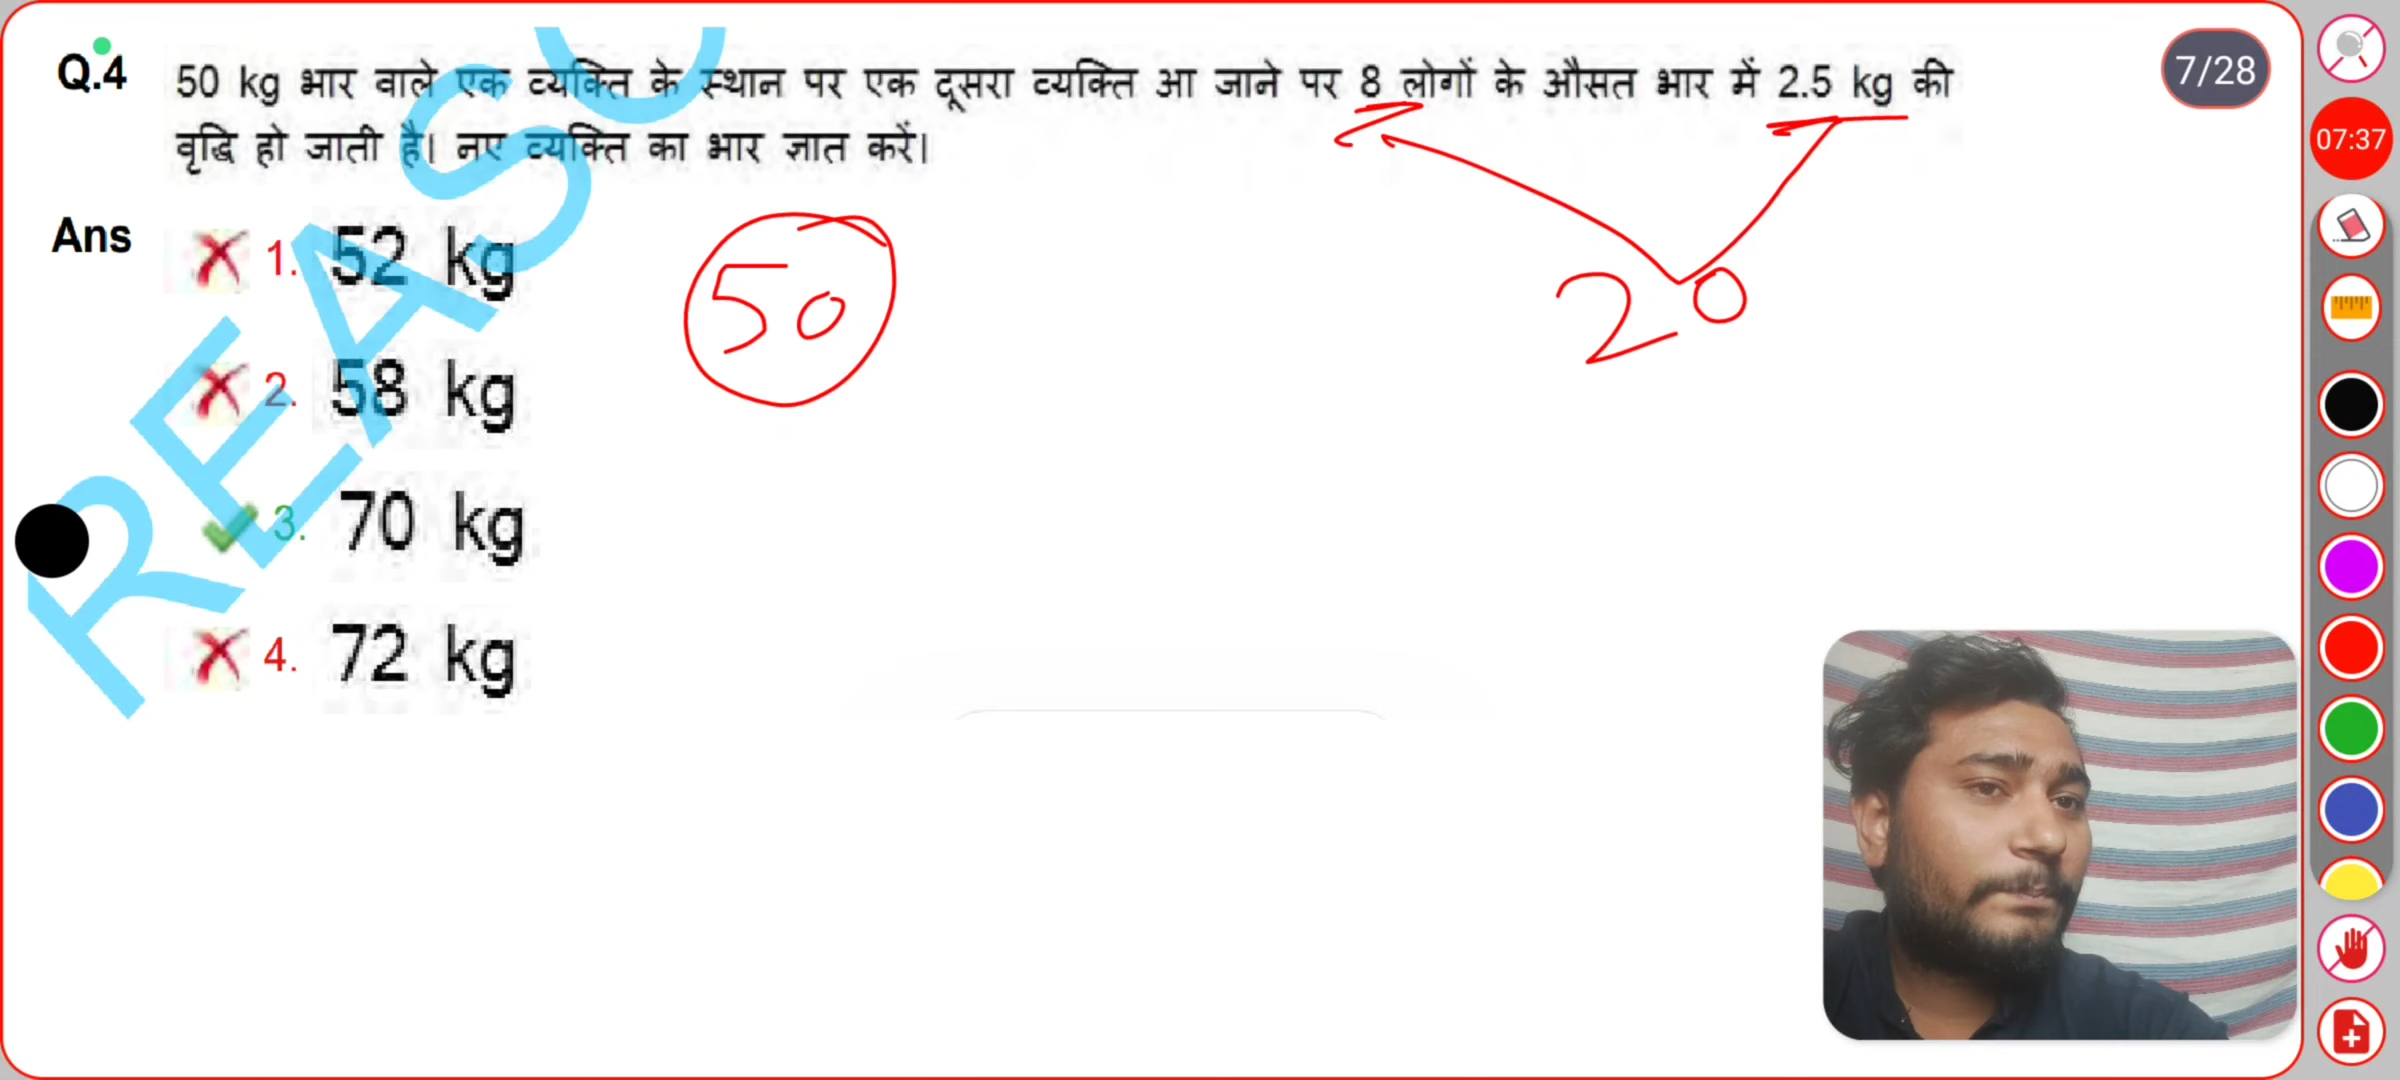 Q.4 50 kg भार वाले एक व्यक्ति के स्थान पर एक दूसरा व्यक्ति आ जाने पर 8 लोगों के औसत भार में 2.5 kg की
वृद्धि हो जाती है। नए व्यक्ति का भार ज्ञात करें।
7/28
07:37
Ans
1. 52 kg
2. 58 kg
3. 70 kg
4. 72 kg
50
20
REASO